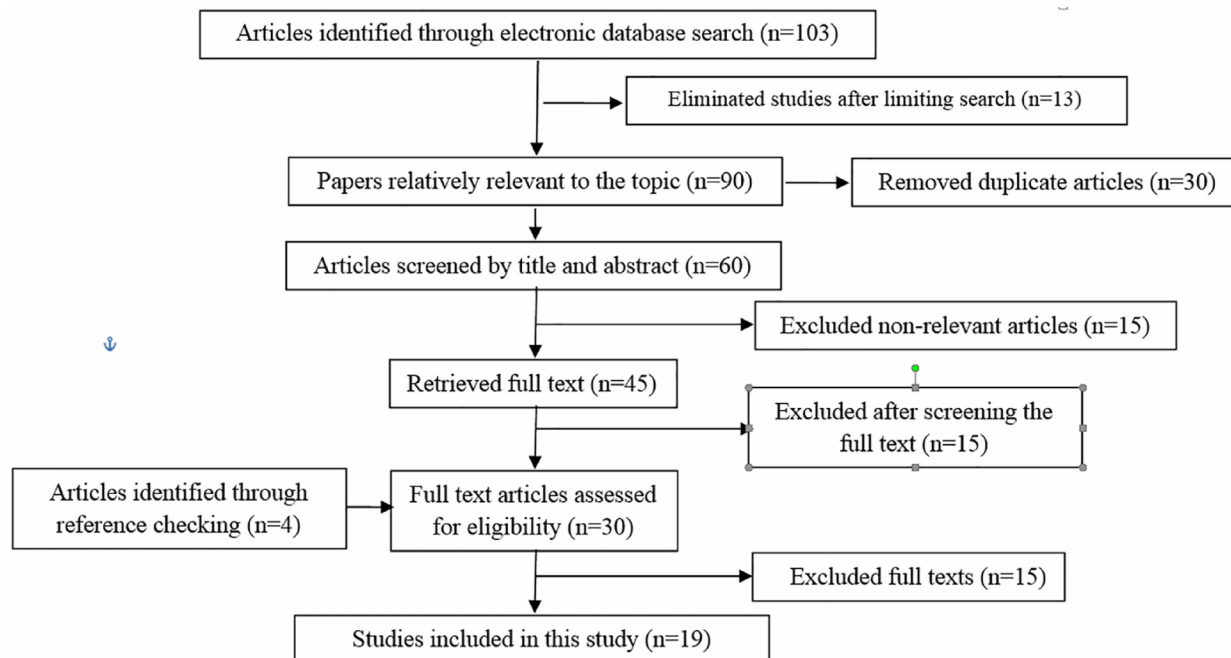 Articles identified through electronic database search (n=103)
Eliminated studies after limiting search (n=13)
Papers relatively relevant to the topic (n=90)
Removed duplicate articles (n=30)
Articles screened by title and abstract (n=60)
Excluded non-relevant articles (n=15)
Retrieved full text (n=45)
Excluded after screening the
full text (n=15)
Articles identified through
reference checking (n=4)
Full text articles assessed
for eligibility (n=30)
Excluded full texts (n=15)
Studies included in this study (n=19)